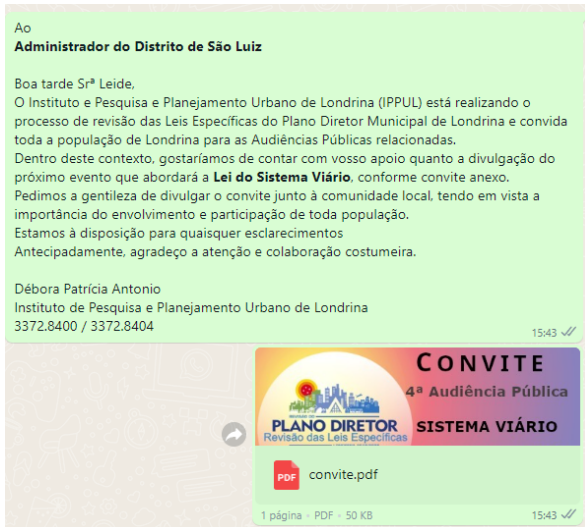 Ao
Administrador do Distrito de São Luiz
Boa tarde Srª Leide,
O Instituto e Pesquisa e Planejamento Urbano de Londrina (IPPUL) está realizando o
processo de revisão das Leis Específicas do Plano Diretor Municipal de Londrina e convida
toda a população de Londrina para as Audiências Públicas relacionadas.
Dentro deste contexto, gostaríamos de contar com vosso apoio quanto a divulgação do
próximo evento que abordará a Lei do Sistema Viário, conforme convite anexo.
Pedimos a gentileza de divulgar o convite junto à comunidade local, tendo em vista a
importância do envolvimento e participação de toda população.
Estamos à disposição para quaisquer esclarecimentos
Antecipadamente, agradeço a atenção e colaboração costumeira.
Débora Patrícia Antonio
Instituto de Pesquisa e Planejamento Urbano de Londrina
3372.8400 / 3372.8404
15:43
CONVITE
4ª Audiência Pública
PLANO DIRETOR
SISTEMA VIÁRIO
Revisão das Leis Específicas
PDF
convite.pdf
1 página · PDF · 50 KB
15:43